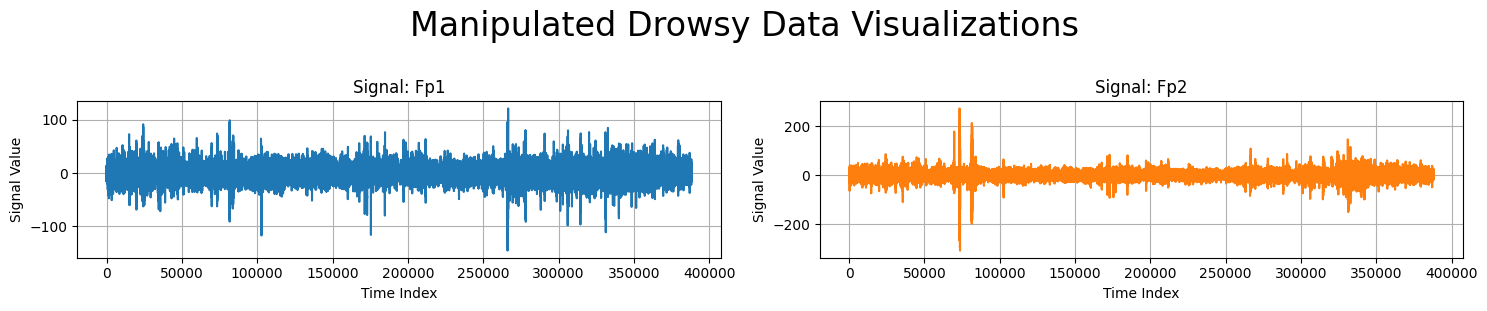 Manipulated Drowsy Data Visualizations
Signal: Fp1
Signal Value
100
0
−100
0 50000 100000 150000 200000 250000 300000 350000 400000
Time Index
Signal: Fp2
Signal Value
200
0
−200
0 50000 100000 150000 200000 250000 300000 350000 400000
Time Index